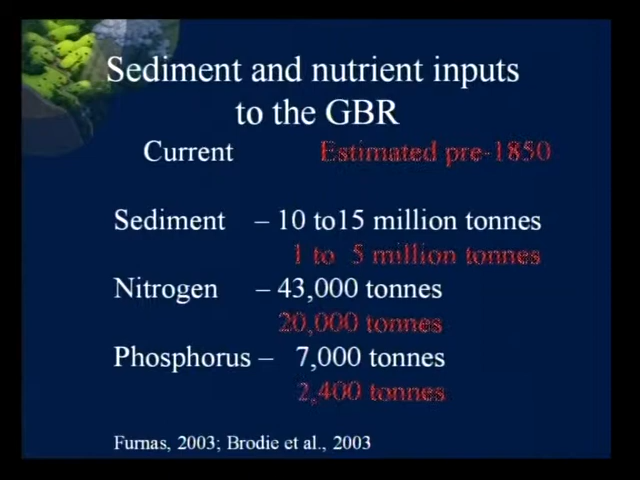 Sediment and nutrient inputs
to the GBR
Current Estimated pre-1850
Sediment – 10 to15 million tonnes
1 to 5 million tonnes
Nitrogen – 43,000 tonnes
20,000 tonnes
Phosphorus – 7,000 tonnes
2,400 tonnes
Furnas, 2003; Brodie et al., 2003